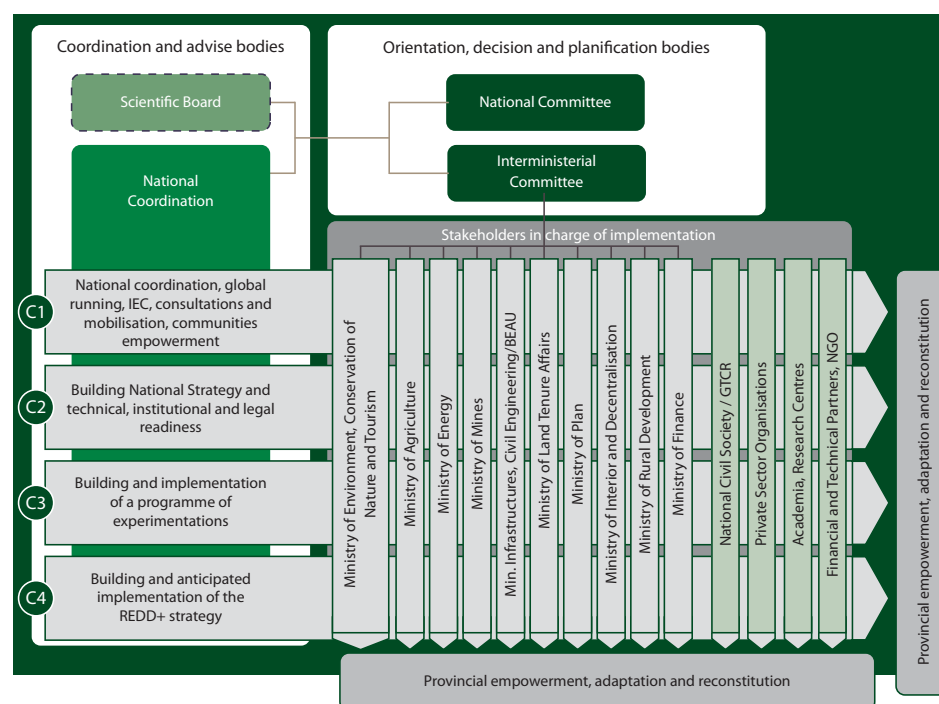 Coordination and advise bodies
Orientation, decision and planification bodies
Scientific Board
National Committee
National
Coordination
Interministerial
Committee
Stakeholders in charge of implementation
C1
National coordination, global
running, IEC, consultations and
mobilisation, communities
empowerment
C2
Building National Strategy and
technical, institutional and legal
readiness
C3
Building and implementation
of a programme of
experimentations
C4
Building and anticipated
implementation of the
REDD+ strategy
Ministry of Environment, Conservation of
Nature and Tourism
Ministry of Agriculture
Ministry of Energy
Ministry of Mines
Min. Infrastructures, Civil Engineering/BEAU
Ministry of Land Tenure Affairs
Ministry of Plan
Ministry of Interior and Decentralisation
Ministry of Rural Development
Ministry of Finance
National Civil Society / GTCR
Private Sector Organisations
Academia, Research Centres
Financial and Technical Partners, NGO
Provincial empowerment, adaptation and reconstitution
Provincial empowerment, adaptation and reconstitution